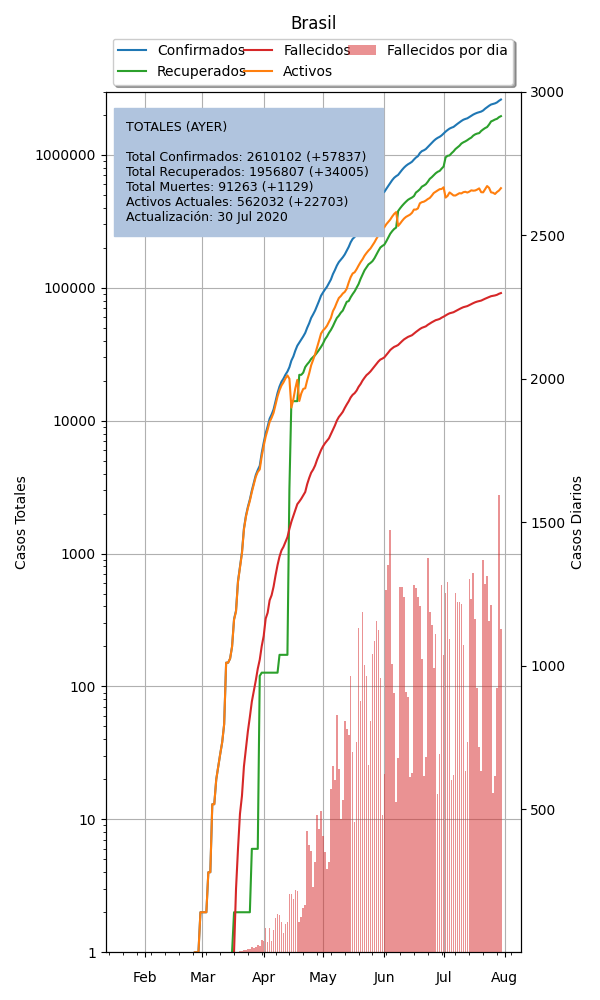 Brasil
Confirmados Fallecidos Fallecidos por dia
Recuperados Activos
TOTALES (AYER)
Total Confirmados: 2610102 (+57837)
Total Recuperados: 1956807 (+34005)
Total Muertes: 91263 (+1129)
Activos Actuales: 562032 (+22703)
Actualización: 30 Jul 2020
Casos Totales
1000000
100000
10000
1000
100
10
1
3000
2500
2000
1500
1000
500
Casos Diarios
Feb Mar Apr May Jun Jul Aug